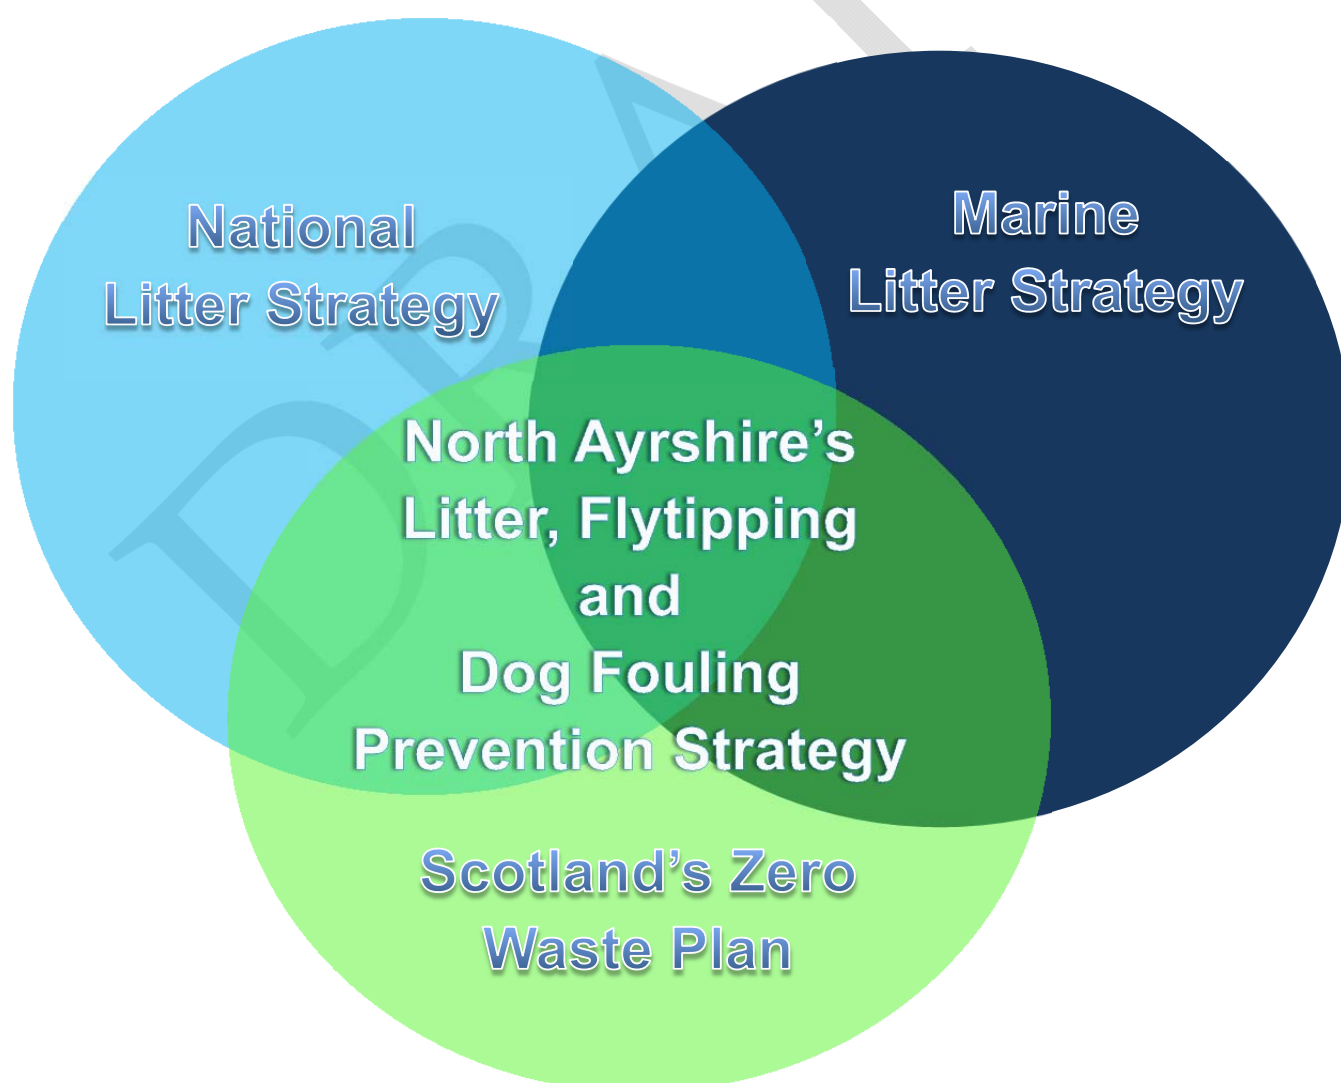 National
Litter Strategy
Marine
Litter Strategy
North Ayrshire’s
Litter, Flytipping
and
Dog Fouling
Prevention Strategy
Scotland’s Zero
Waste Plan